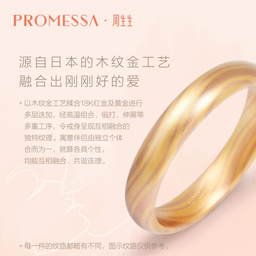 PROMESSA · 周生生
源自日本的木纹金工艺
融合出刚刚好的爱
• 以木纹金工艺糅合18K红金及黄金进行
多层迭加，经高温组合、锻打、伸展等
多重工序，令戒身呈现互相融合的
独特纹理。寓意伴侣由独立个体
合而为一，就算各具个性，
均能互相融合、共谐连理。
• 每一件的纹路都略有不同，图示纹路仅供参考。